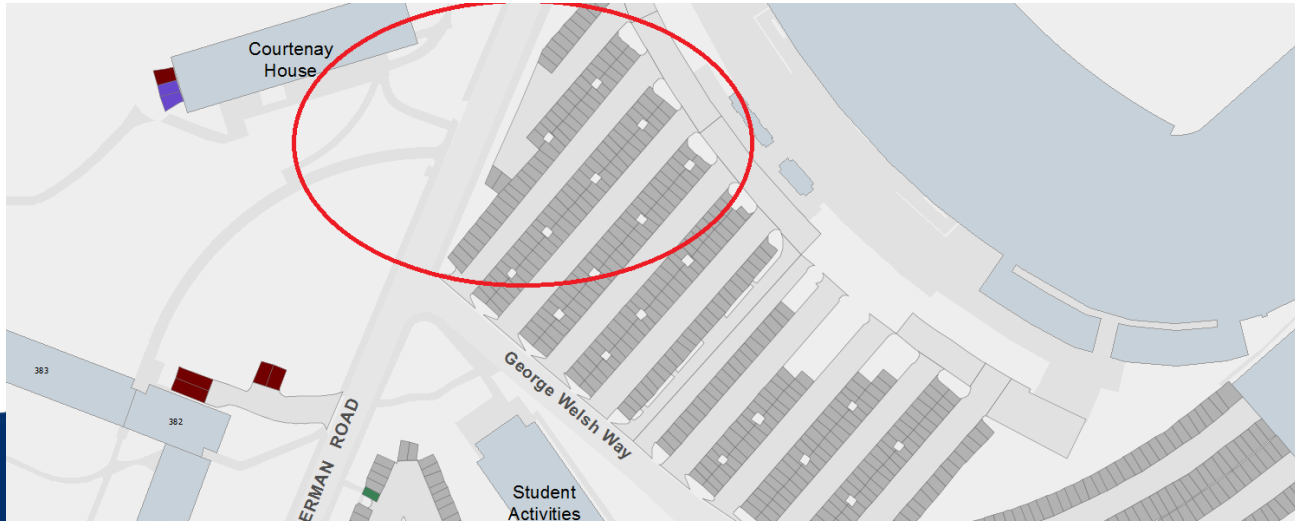 Courtenay
House
383
382
George Welsh Way
ERMAN ROAD
Student
Activities